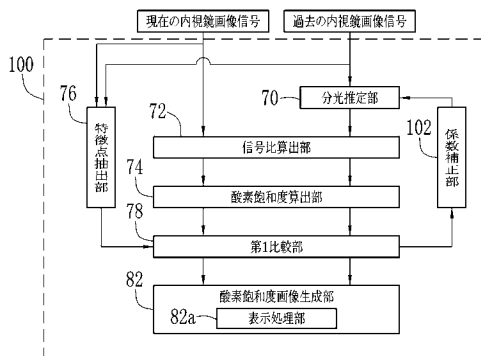 現在の内視鏡画像信号
過去の内視鏡画像信号
100
76
特徴点抽出部
70
分光推定部
72
信号比算出部
102
係数補正部
74
酸素飽和度算出部
78
第1比較部
82
酸素飽和度画像生成部
82a
表示処理部